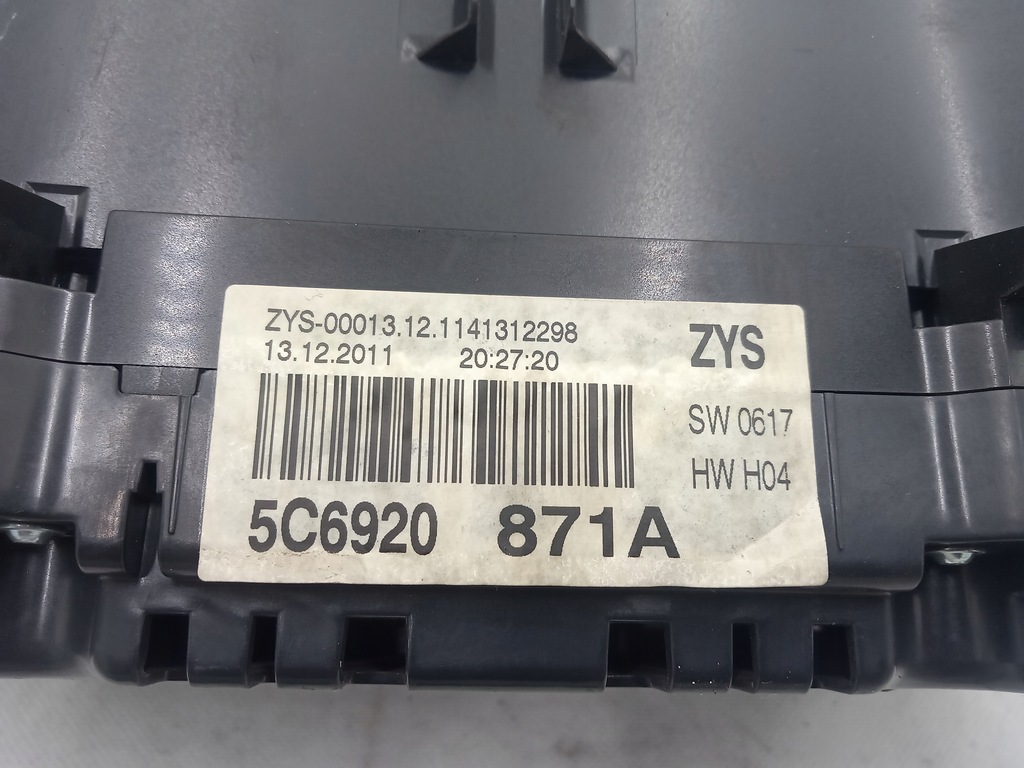 ZYS-00013.12.1141312298
13.12.2011 20:27:20
ZYS
SW 0617
HW H04
5C6920 871A